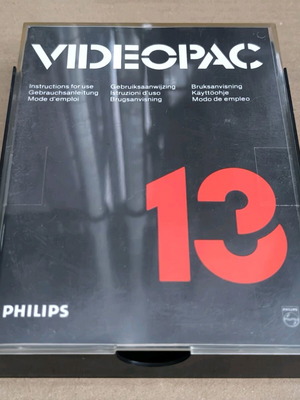 VIDEOPAC
Instructions for use Gebruiksaanwijzing Bruksanvisning
Gebrauchsanleitung Istruzioni d'uso Käyttöohje
Mode d'emploi Brugsanvisning Modo de empleo
13
PHILIPS